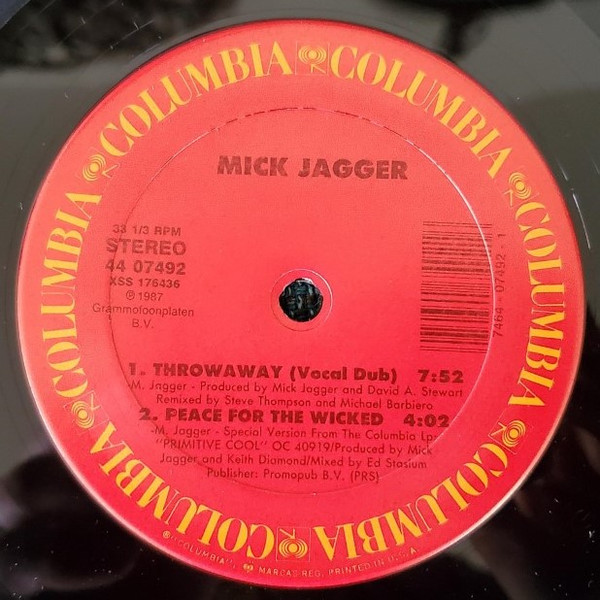 COLUMBIA COLUMBIA COLUMBIA COLUMBIA COLUMBIA COLUMBIA COLUMBIA COLUMBIA
MICK JAGGER
33 1/3 RPM
STEREO
44 07492
XSS 176436
℗ 1987
Grammofoonplaten
B.V.
7464 - 07492 - 1
1. THROWAWAY (Vocal Dub) 7:52
-M. Jagger - Produced by Mick Jogger and David A. Stewart
Remixed by Steve Thompson and Michael Barbiero
2. PEACE FOR THE WICKED 4:02
-M. Jagger - Special Version From The Columbia Lp:
"PRIMITIVE COOL" OC 40919/Produced by Mick
Jagger and Keith Diamond/Mixed by Ed Stasium
Publisher: Promopub B.V. (PRS)
"COLUMBIA", MARCAS REG. PRINTED IN U.S.A.